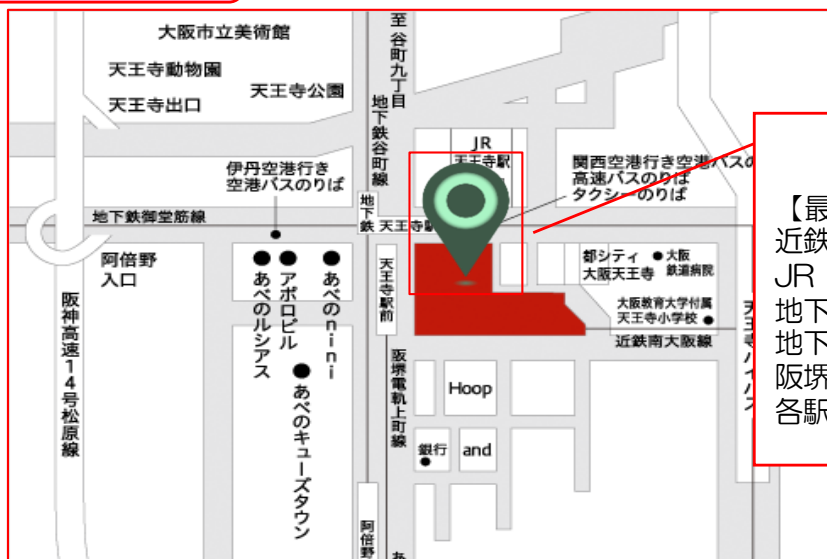 大阪市立美術館
天王寺動物園
天王寺出口
天王寺公園
至 谷町九丁目
地下鉄谷町線
JR
天王寺駅
関西空港行き空港バスの
高速バスのりば
タクシーのりば
伊丹空港行き
空港バスのりば
地下鉄御堂筋線
地下鉄
天王寺駅
阿倍野
入口
あべのルシアス
アポロビル
あべのnini
あべのキューズタウン
天王寺駅前
阪神高速14号松原線
都シティ
大阪天王寺
大阪
鉄道病院
大阪教育大学付属
天王寺小学校
近鉄南大阪線
天王寺バイパス
阪堺電軌上町線
Hoop
銀行
and
阿倍野
あ
【最
近鉄
JR
地下
地下
阪堺
各駅